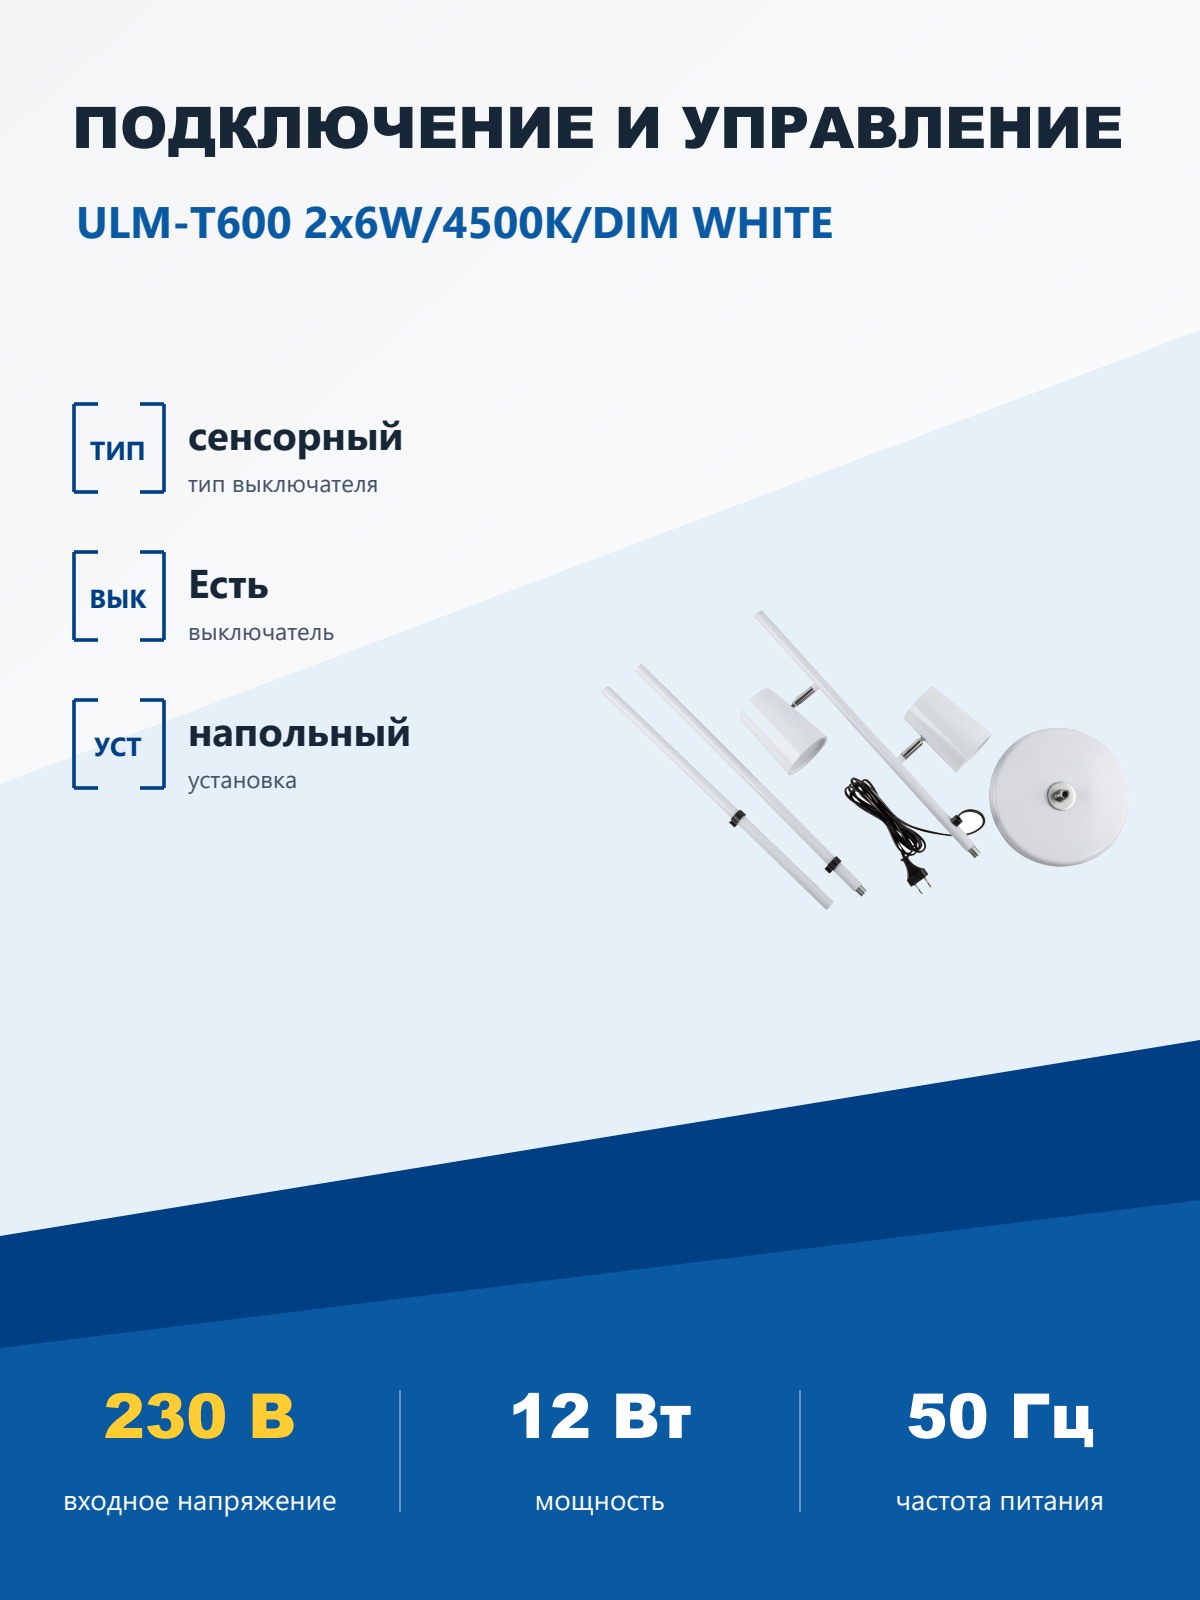 ПОДКЛЮЧЕНИЕ И УПРАВЛЕНИЕ
ULM-T600 2x6W/4500K/DIM WHITE
ТИП
сенсорный
тип выключателя
ВЫК
Есть
выключатель
УСТ
напольный
установка
230 В
12 Вт
50 Гц
входное напряжение
мощность
частота питания